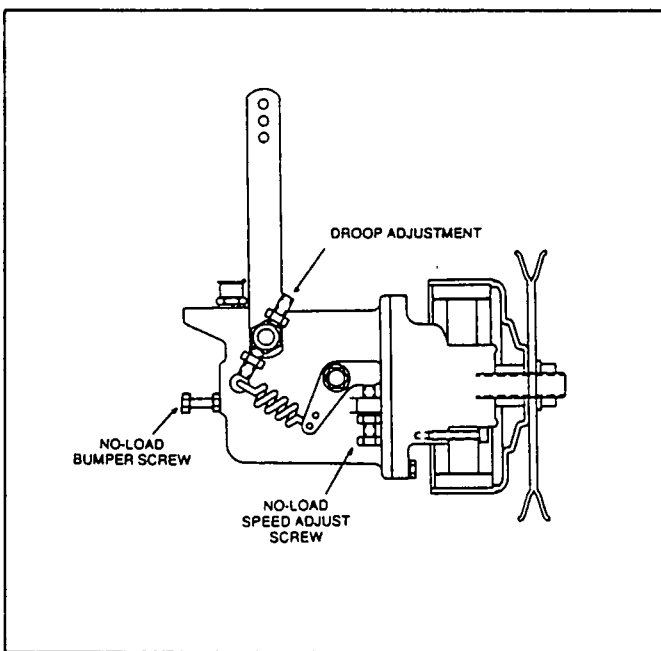 DROOP ADJUSTMENT
NO-LOAD
BUMPER SCREW
NO-LOAD
SPEED ADJUST
SCREW